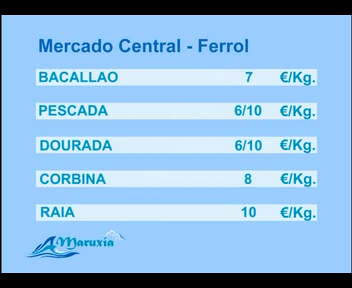 Mercado Central - Ferrol
BACALLAO 7 €/Kg.
PESCADA 6/10 €/Kg.
DOURADA 6/10 €/Kg.
CORBINA 8 €/Kg.
RAIA 10 €/Kg.
A Maruxia